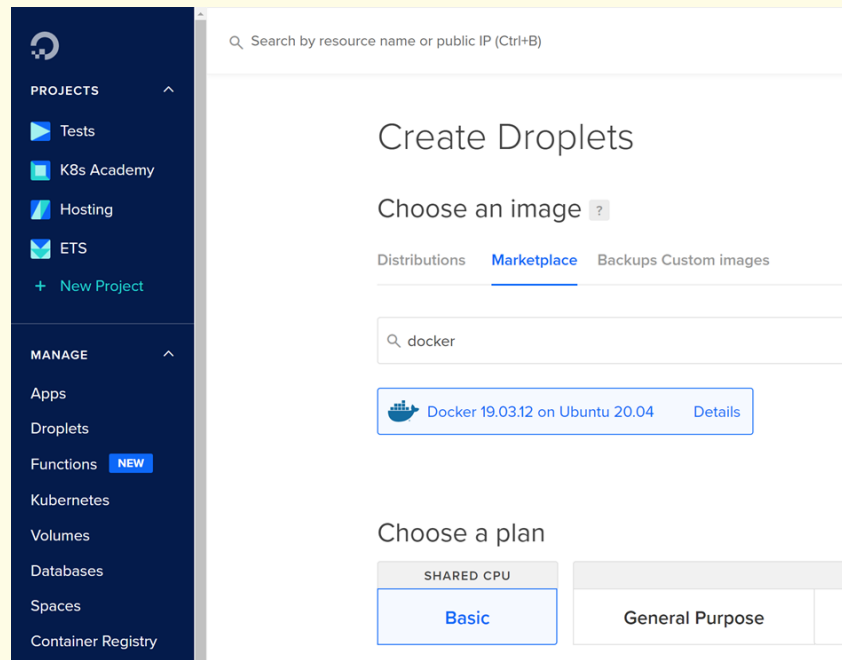 PROJECTS
Tests
K8s Academy
Hosting
ETS
+ New Project
MANAGE
Apps
Droplets
Functions NEW
Kubernetes
Volumes
Databases
Spaces
Container Registry
Search by resource name or public IP (Ctrl+B)
Create Droplets
Choose an image ?
Distributions Marketplace Backups Custom images
docker
Docker 19.03.12 on Ubuntu 20.04 Details
Choose a plan
SHARED CPU
Basic General Purpose